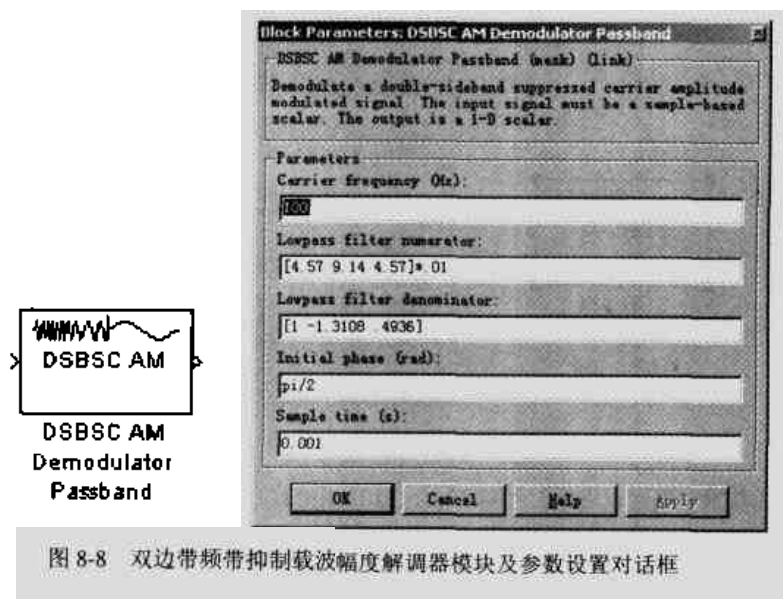 Block Parameters: DSBSC AM Demodulator Passband
DSBSC AM Demodulator Passband (mask) (link)
Demodulate a double-sideband suppressed carrier amplitude
modulated signal. The input signal must be a sample-based
scalar. The output is a 1-D scalar.
Parameters
Carrier frequency (Hz):
100
Lowpass filter numerator:
[4.57 9.14 4.57]*.01
Lowpass filter denominator:
[1 -1.3108 .4936]
Initial phase (rad):
pi/2
Sample time (s):
0.001
OK Cancel Help Apply
DSBSC AM
DSBSC AM
Demodulator
Passband
图 8-8 双边带频带抑制载波幅度解调器模块及参数设置对话框